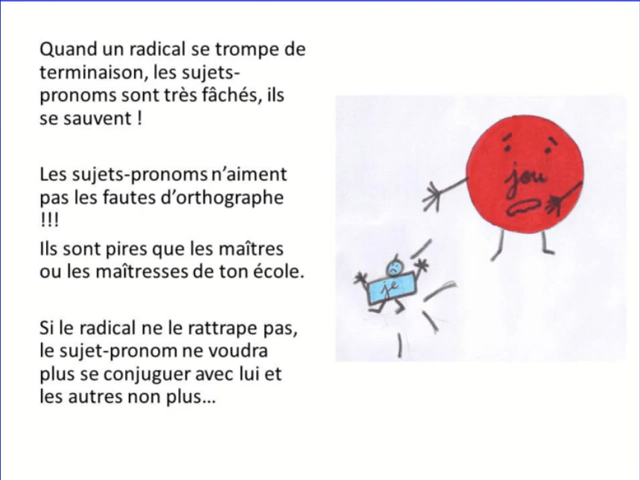 Quand un radical se trompe de
terminaison, les sujets-
pronoms sont très fâchés, ils
se sauvent !
Les sujets-pronoms n’aiment
pas les fautes d’orthographe
!!!
Ils sont pires que les maîtres
ou les maîtresses de ton école.
Si le radical ne le rattrape pas,
le sujet-pronom ne voudra
plus se conjuguer avec lui et
les autres non plus…
jou
je